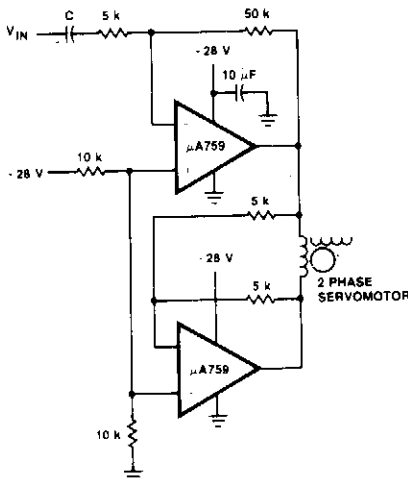 V_IN
C
5 k
50 k
- 28 V
10 μF
μA759
10 k
- 28 V
5 k
- 28 V
5 k
2 PHASE
SERVOMOTOR
μA759
10 k